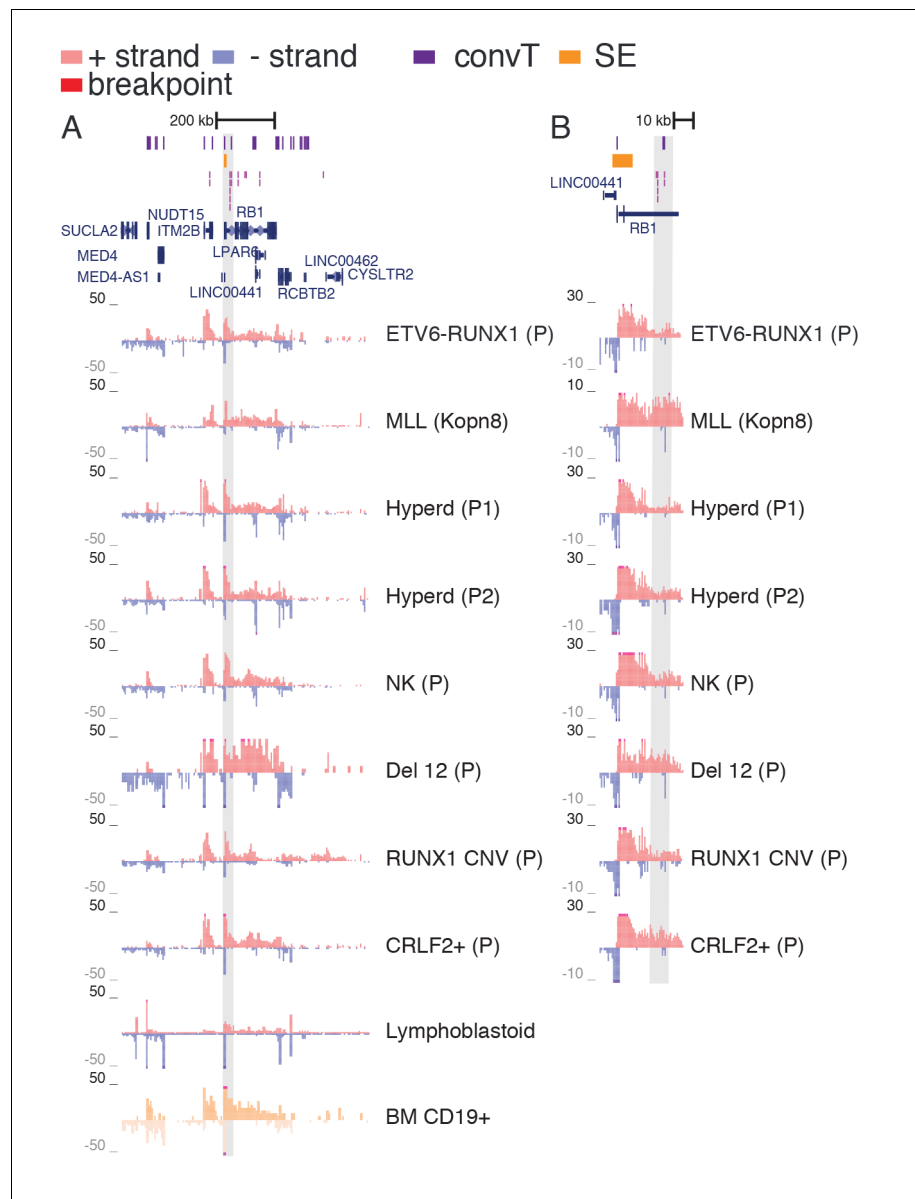 + strand - strand convT SE
breakpoint
A 200 kb B 10 kb
LINC00441
NUDT15 RB1
SUCLA2 ITM2B RB1
MED4 LPAR6 LINC00462
MED4-AS1 LINC00441 RCBTB2 CYSLTR2
50 30
ETV6-RUNX1 (P) ETV6-RUNX1 (P)
-50 -10
50 10
MLL (Kopn8) MLL (Kopn8)
-50 -10
50 30
Hyperd (P1) Hyperd (P1)
-50 -10
50 30
Hyperd (P2) Hyperd (P2)
-50 -10
50 30
NK (P) NK (P)
-50 -10
50 30
Del 12 (P) Del 12 (P)
-50 -10
50 30
RUNX1 CNV (P) RUNX1 CNV (P)
-50 -10
50 30
CRLF2+ (P) CRLF2+ (P)
-50 -10
50
Lymphoblastoid
-50
50
BM CD19+
-50